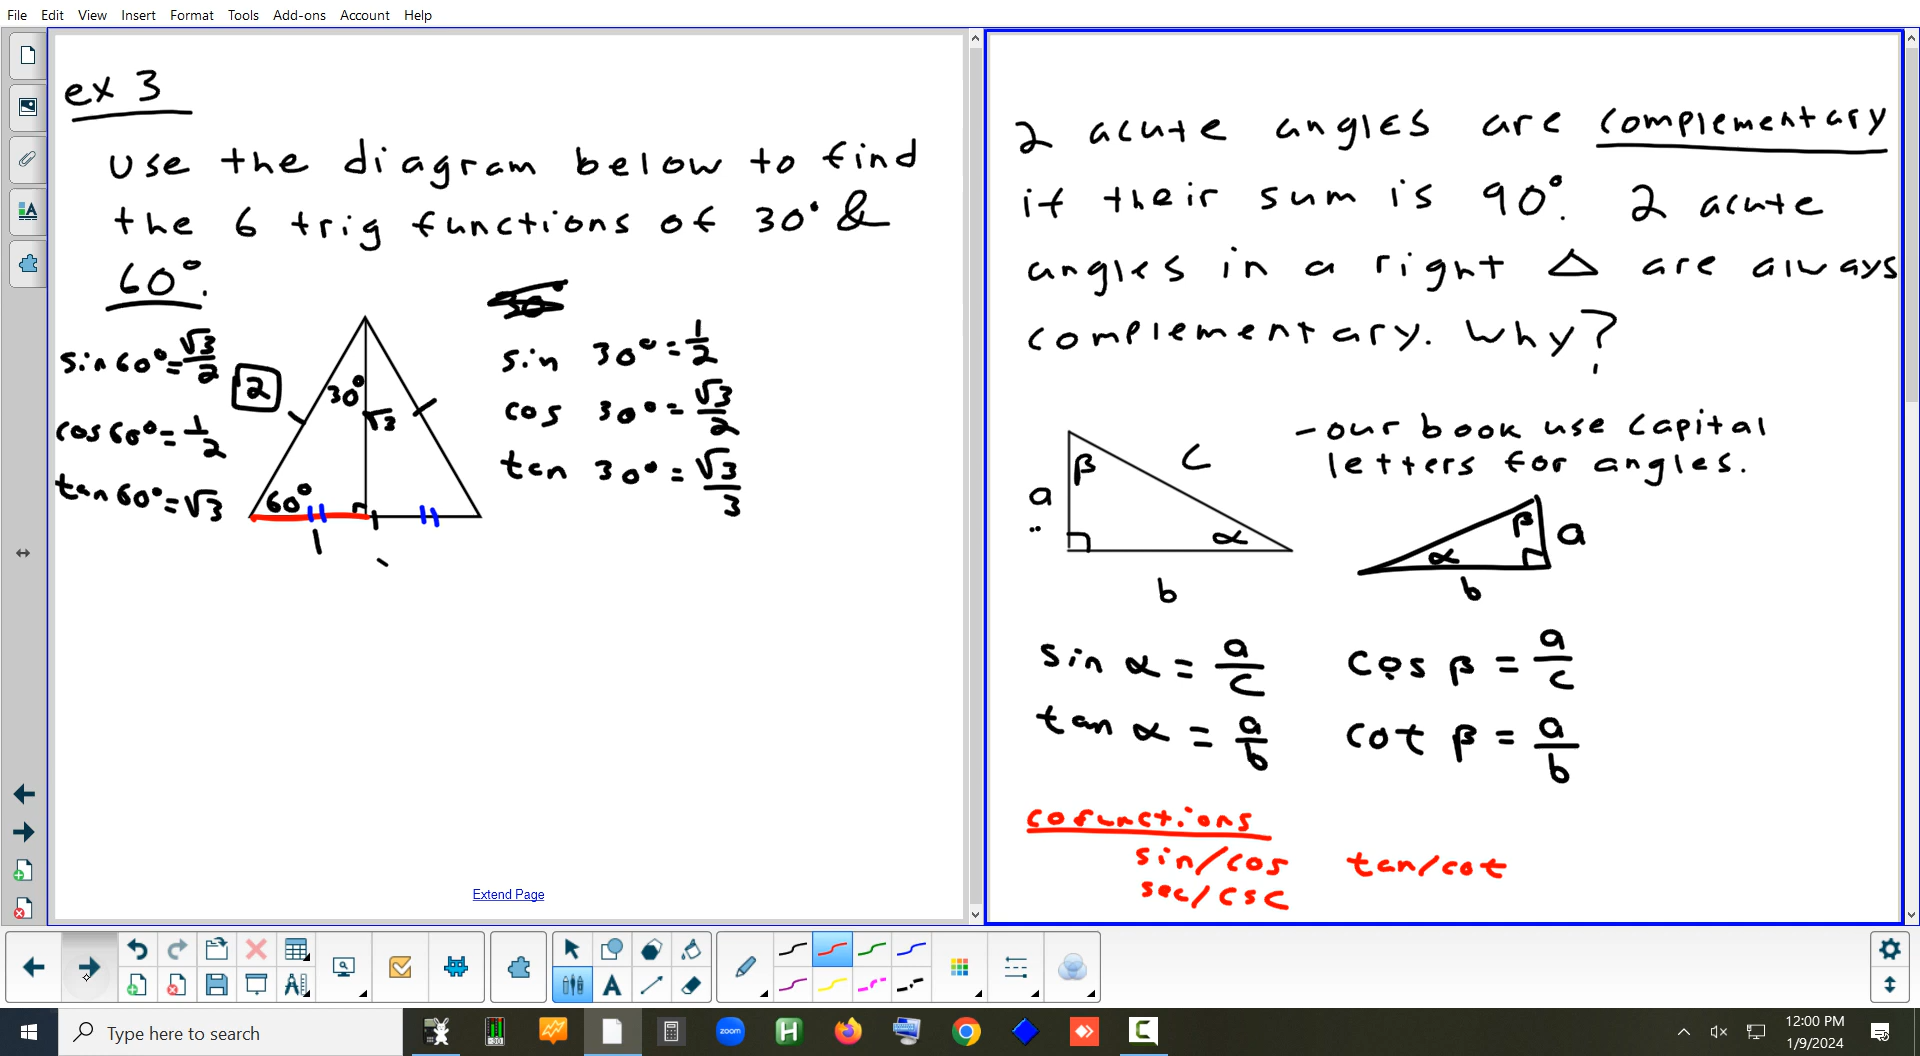 File Edit View Insert Format Tools Add-ons Account Help
ex 3
use the diagram below to find
the 6 trig functions of 30° &
60°.
sin 60° = √3/2
cos 60° = 1/2
tan 60° = √3
2
30°
√3
60°
1
30°
sin 30° = 1/2
cos 30° = √3/2
tan 30° = √3/3
Extend Page
2 acute angles are complementary
if their sum is 90°. 2 acute
angles in a right △ are always
complementary. Why?
- our book use capital
letters for angles.
β
c
a
α
b
β
a
α
b
sin α = a/c cos β = a/c
tan α = a/b cot β = a/b
cofunctions
sin/cos tan/cot
sec/csc
Type here to search
zoom
12:00 PM
1/9/2024